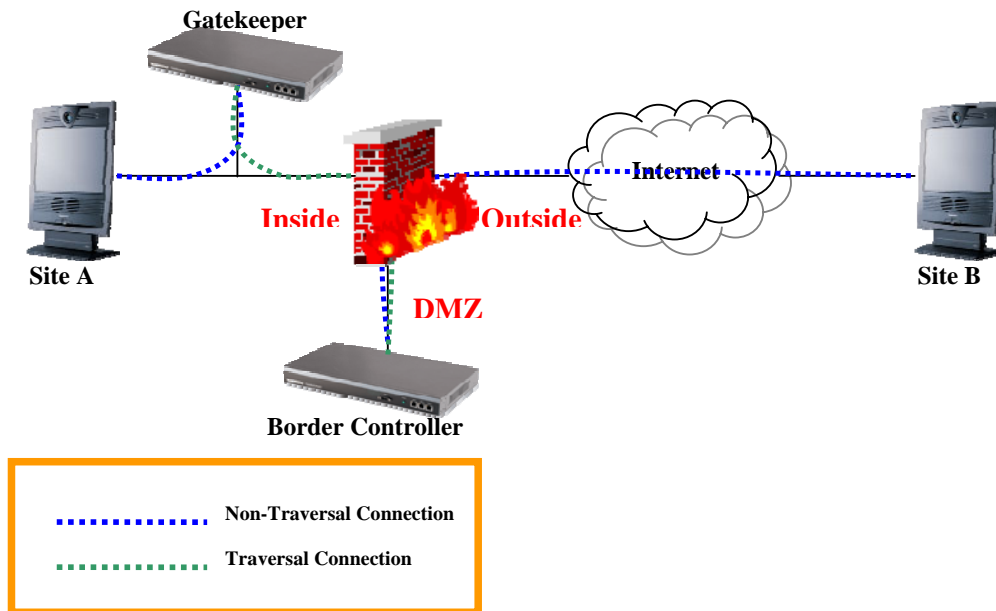 Gatekeeper
Internet
Inside
Outside
Site A
Site B
DMZ
Border Controller
Non-Traversal Connection
Traversal Connection